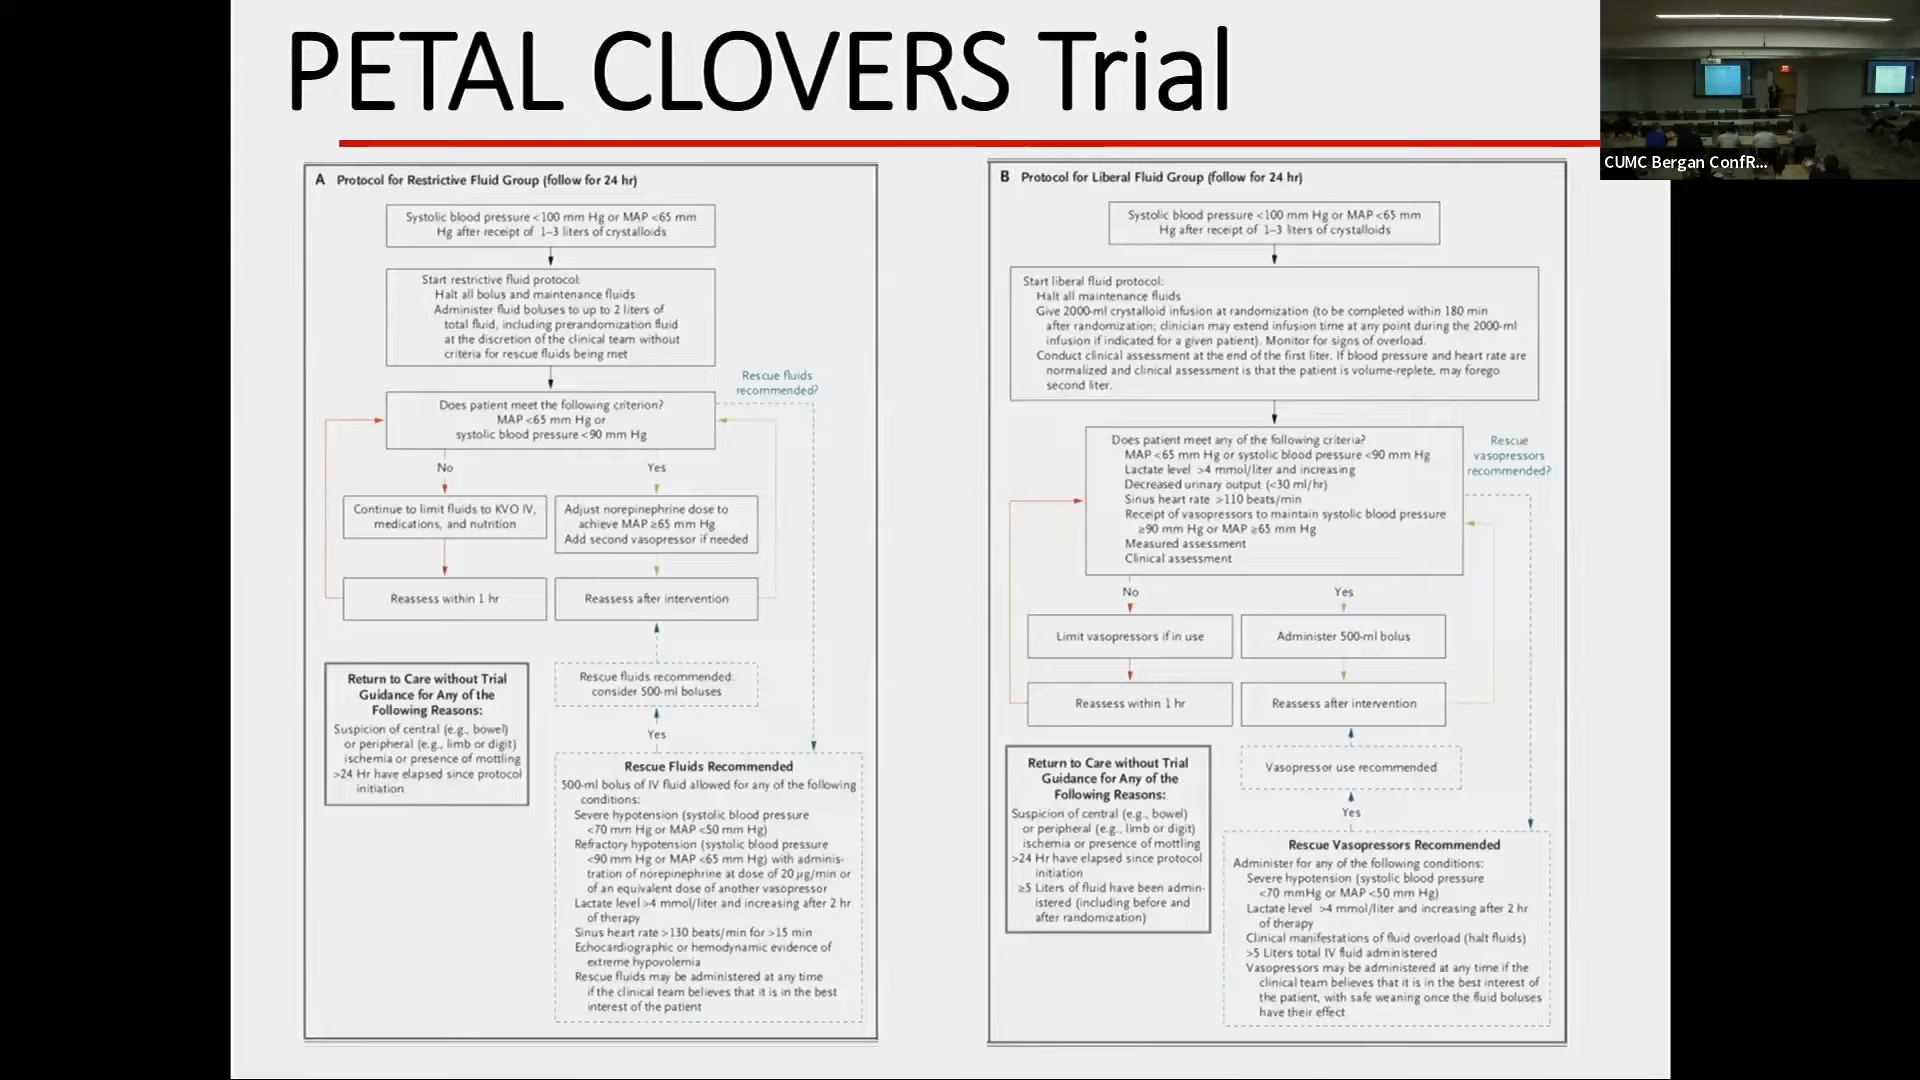 PETAL CLOVERS Trial
CUMC Bergan ConfR...
A Protocol for Restrictive Fluid Group (follow for 24 hr)
Systolic blood pressure <100 mm Hg or MAP <65 mm
Hg after receipt of 1–3 liters of crystalloids
Start restrictive fluid protocol:
Halt all bolus and maintenance fluids
Administer fluid boluses to up to 2 liters of
total fluid, including prerandomization fluid
at the discretion of the clinical team without
criteria for rescue fluids being met
Rescue fluids
recommended?
Does patient meet the following criterion?
MAP <65 mm Hg or
systolic blood pressure <90 mm Hg
No
Yes
Continue to limit fluids to KVO IV,
medications, and nutrition
Adjust norepinephrine dose to
achieve MAP ≥65 mm Hg
Add second vasopressor if needed
Reassess within 1 hr
Reassess after intervention
Return to Care without Trial
Guidance for Any of the
Following Reasons:
Suspicion of central (e.g., bowel)
or peripheral (e.g., limb or digit)
ischemia or presence of mottling
>24 Hr have elapsed since protocol
initiation
Rescue fluids recommended:
consider 500-ml boluses
Yes
Rescue Fluids Recommended
500-ml bolus of IV fluid allowed for any of the following
conditions:
Severe hypotension (systolic blood pressure
<70 mm Hg or MAP <50 mm Hg)
Refractory hypotension (systolic blood pressure
<90 mm Hg or MAP <65 mm Hg) with adminis-
tration of norepinephrine at dose of 20 µg/min or
of an equivalent dose of another vasopressor
Lactate level >4 mmol/liter and increasing after 2 hr
of therapy
Sinus heart rate >130 beats/min for >15 min
Echocardiographic or hemodynamic evidence of
extreme hypovolemia
Rescue fluids may be administered at any time
if the clinical team believes that it is in the best
interest of the patient
B Protocol for Liberal Fluid Group (follow for 24 hr)
Systolic blood pressure <100 mm Hg or MAP <65 mm
Hg after receipt of 1–3 liters of crystalloids
Start liberal fluid protocol:
Halt all maintenance fluids
Give 2000-ml crystalloid infusion at randomization (to be completed within 180 min
after randomization; clinician may extend infusion time at any point during the 2000-ml
infusion if indicated for a given patient). Monitor for signs of overload.
Conduct clinical assessment at the end of the first liter. If blood pressure and heart rate are
normalized and clinical assessment is that the patient is volume-replete, may forego
second liter.
Does patient meet any of the following criteria?
MAP <65 mm Hg or systolic blood pressure <90 mm Hg
Lactate level >4 mmol/liter and increasing
Decreased urinary output (<30 ml/hr)
Sinus heart rate >110 beats/min
Receipt of vasopressors to maintain systolic blood pressure
≥90 mm Hg or MAP ≥65 mm Hg
Measured assessment
Clinical assessment
Rescue
vasopressors
recommended?
No
Yes
Limit vasopressors if in use
Administer 500-ml bolus
Reassess within 1 hr
Reassess after intervention
Return to Care without Trial
Guidance for Any of the
Following Reasons:
Suspicion of central (e.g., bowel)
or peripheral (e.g., limb or digit)
ischemia or presence of mottling
>24 Hr have elapsed since protocol
initiation
≥5 Liters of fluid have been admin-
istered (including before and
after randomization)
Vasopressor use recommended
Yes
Rescue Vasopressors Recommended
Administer for any of the following conditions:
Severe hypotension (systolic blood pressure
<70 mmHg or MAP <50 mm Hg)
Lactate level >4 mmol/liter and increasing after 2 hr
of therapy
Clinical manifestations of fluid overload (halt fluids)
>5 Liters total IV fluid administered
Vasopressors may be administered at any time if the
clinical team believes that it is in the best interest of
the patient, with safe weaning once the fluid boluses
have their effect